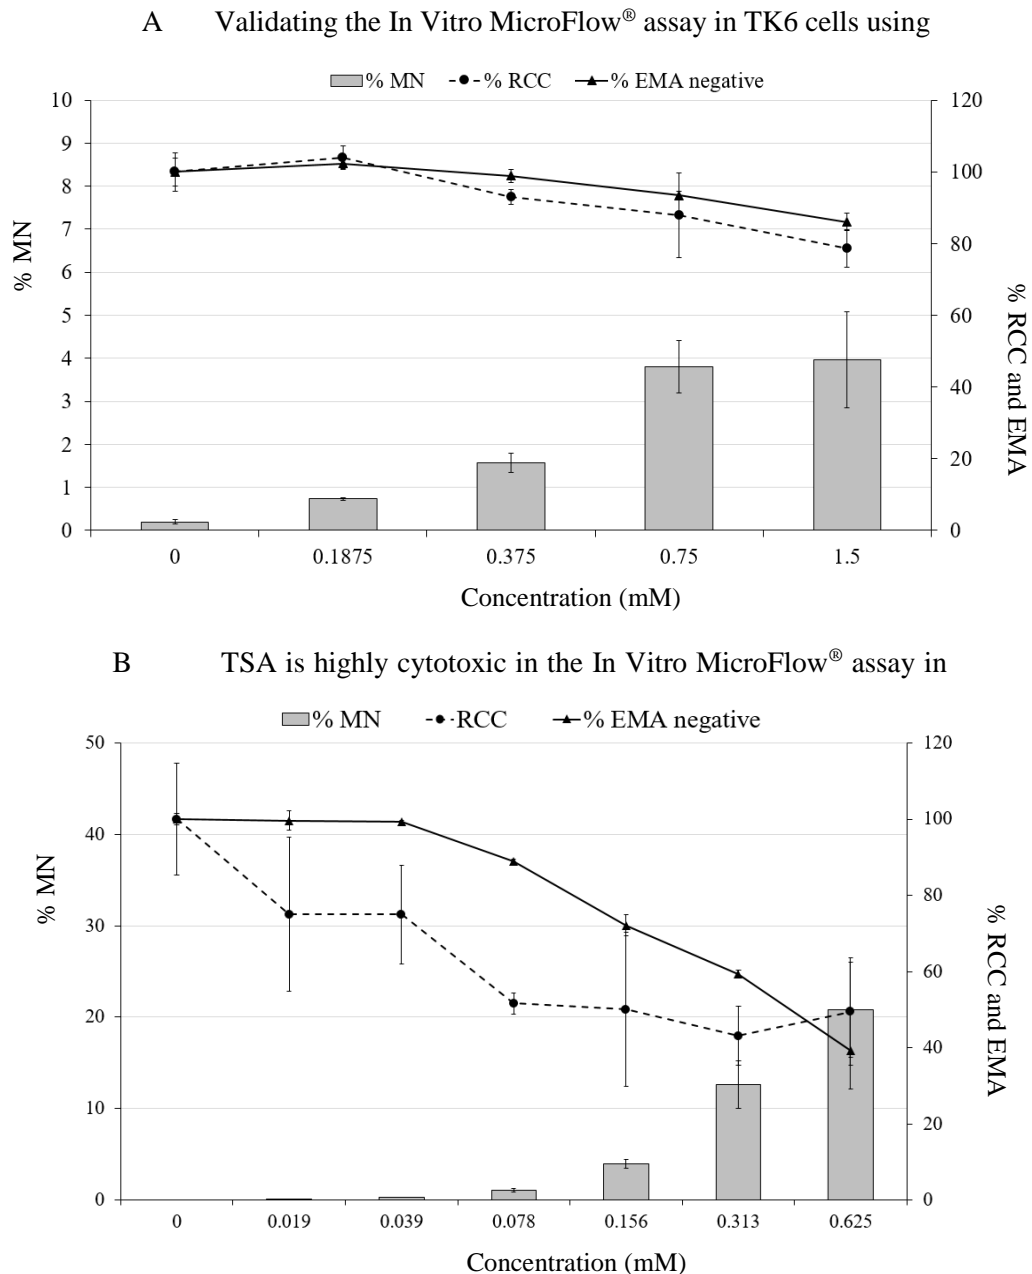 A Validating the In Vitro MicroFlow® assay in TK6 cells using
% MN % RCC % EMA negative
10
9
8
7
6
5
4
3
2
1
0
% MN
120
100
80
60
40
20
0
% RCC and EMA
0 0.1875 0.375 0.75 1.5
Concentration (mM)
B TSA is highly cytotoxic in the In Vitro MicroFlow® assay in
% MN RCC % EMA negative
50
40
30
20
10
0
% MN
120
100
80
60
40
20
0
% RCC and EMA
0 0.019 0.039 0.078 0.156 0.313 0.625
Concentration (mM)